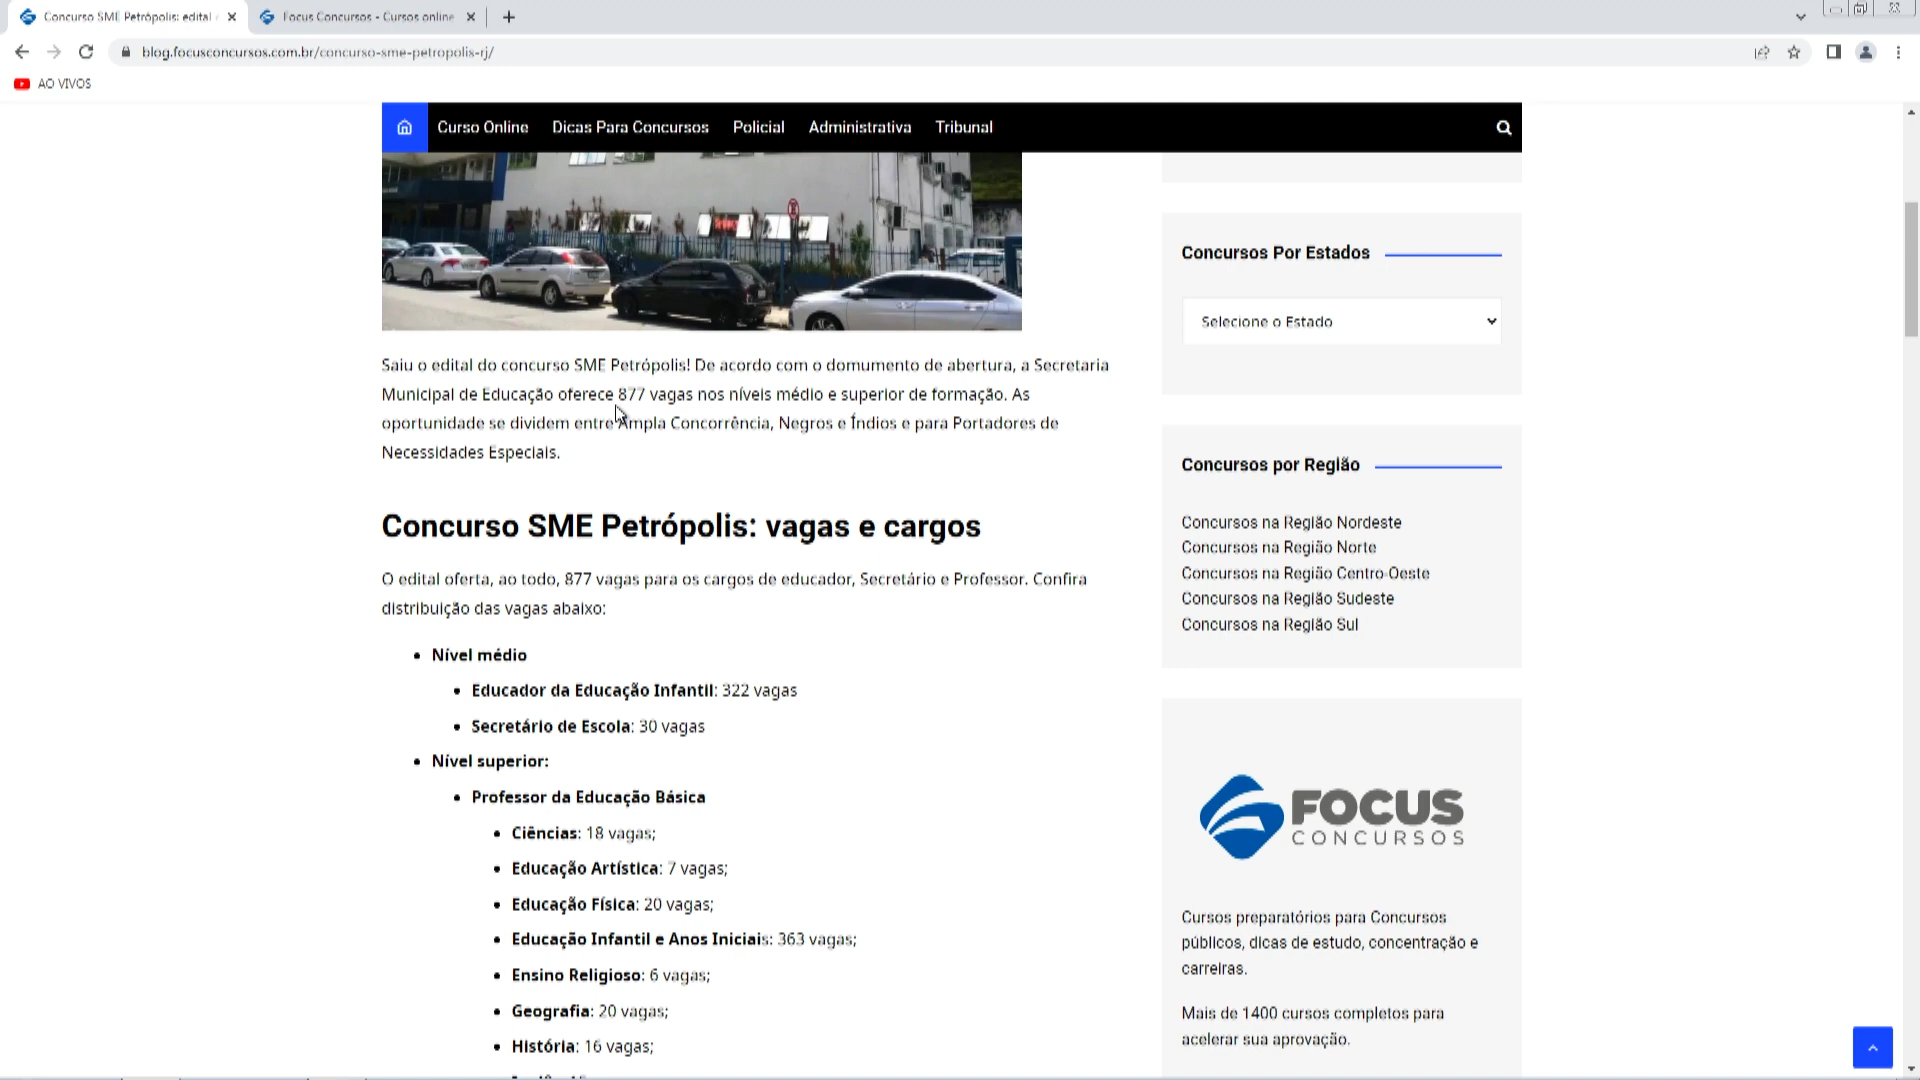 Concurso SME Petrópolis: edital
Focus Concursos - Cursos online
blog.focusconcursos.com.br/concurso-sme-petropolis-rj/
AO VIVOS
Curso Online
Dicas Para Concursos
Policial
Administrativa
Tribunal
Saiu o edital do concurso SME Petrópolis! De acordo com o domumento de abertura, a Secretaria
Municipal de Educação oferece 877 vagas nos níveis médio e superior de formação. As
oportunidade se dividem entre Ampla Concorrência, Negros e Índios e para Portadores de
Necessidades Especiais.
Concurso SME Petrópolis: vagas e cargos
O edital oferta, ao todo, 877 vagas para os cargos de educador, Secretário e Professor. Confira
distribuição das vagas abaixo:
Nível médio
Educador da Educação Infantil: 322 vagas
Secretário de Escola: 30 vagas
Nível superior:
Professor da Educação Básica
Ciências: 18 vagas;
Educação Artística: 7 vagas;
Educação Física: 20 vagas;
Educação Infantil e Anos Iniciais: 363 vagas;
Ensino Religioso: 6 vagas;
Geografia: 20 vagas;
História: 16 vagas;
Concursos Por Estados
Selecione o Estado
Concursos por Região
Concursos na Região Nordeste
Concursos na Região Norte
Concursos na Região Centro-Oeste
Concursos na Região Sudeste
Concursos na Região Sul
FOCUS
CONCURSOS
Cursos preparatórios para Concursos
públicos, dicas de estudo, concentração e
carreiras.
Mais de 1400 cursos completos para
acelerar sua aprovação.